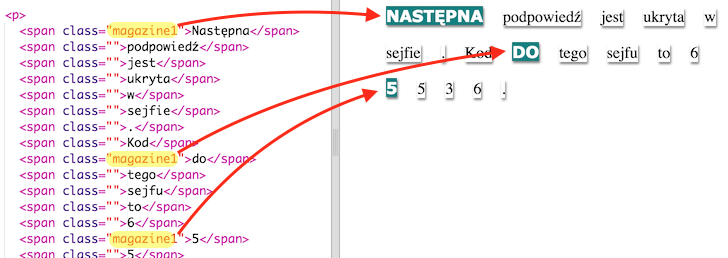 <p>
<span class="magazine1">Następna</span>
<span class="">podpowiedź</span>
<span class="">jest</span>
<span class="">ukryta</span>
<span class="">w</span>
<span class="">sejfie</span>
<span class="">.</span>
<span class="">Kod</span>
<span class="magazine1">do</span>
<span class="">tego</span>
<span class="">sejfu</span>
<span class="">to</span>
<span class="">6</span>
<span class="magazine1">5</span>
<span class="">5</span>
NASTĘPNA podpowiedź jest ukryta w
sejfie . Kod DO tego sejfu to 6
5 5 3 6 .